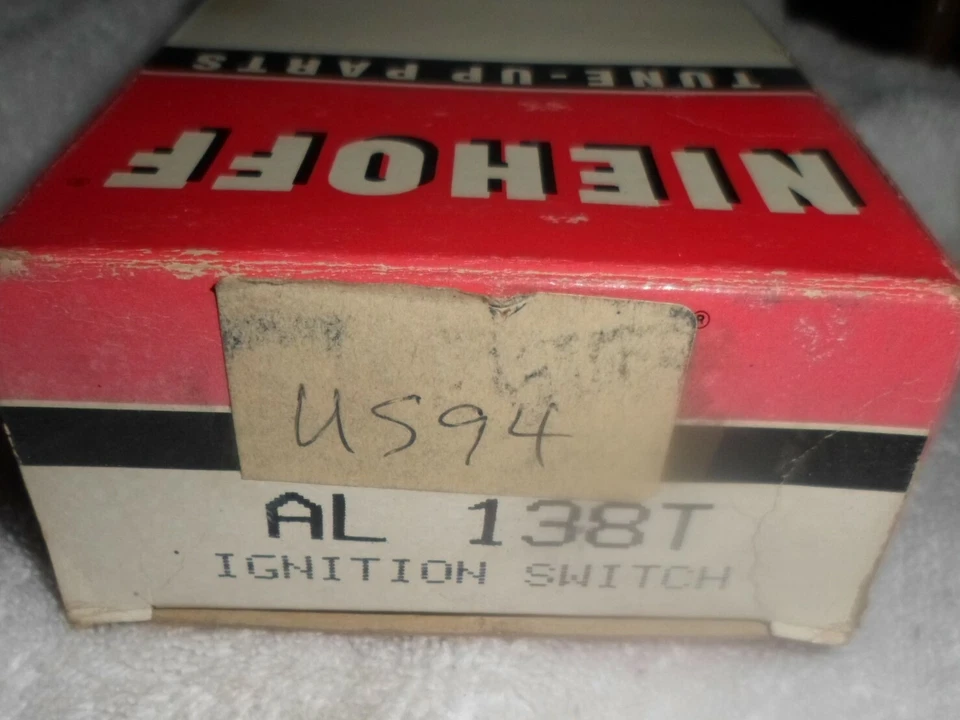 TUNE-UP PARTS
NIEHOFF
®
US94
AL 138T
IGNITION SWITCH